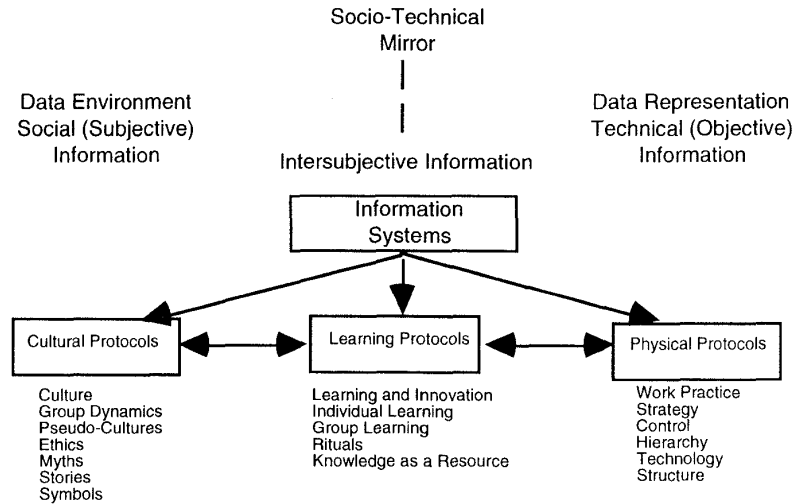 Socio-Technical
Mirror
Data Environment
Social (Subjective)
Information
Data Representation
Technical (Objective)
Information
Intersubjective Information
Information
Systems
Cultural Protocols
Learning Protocols
Physical Protocols
Culture
Group Dynamics
Pseudo-Cultures
Ethics
Myths
Stories
Symbols
Learning and Innovation
Individual Learning
Group Learning
Rituals
Knowledge as a Resource
Work Practice
Strategy
Control
Hierarchy
Technology
Structure